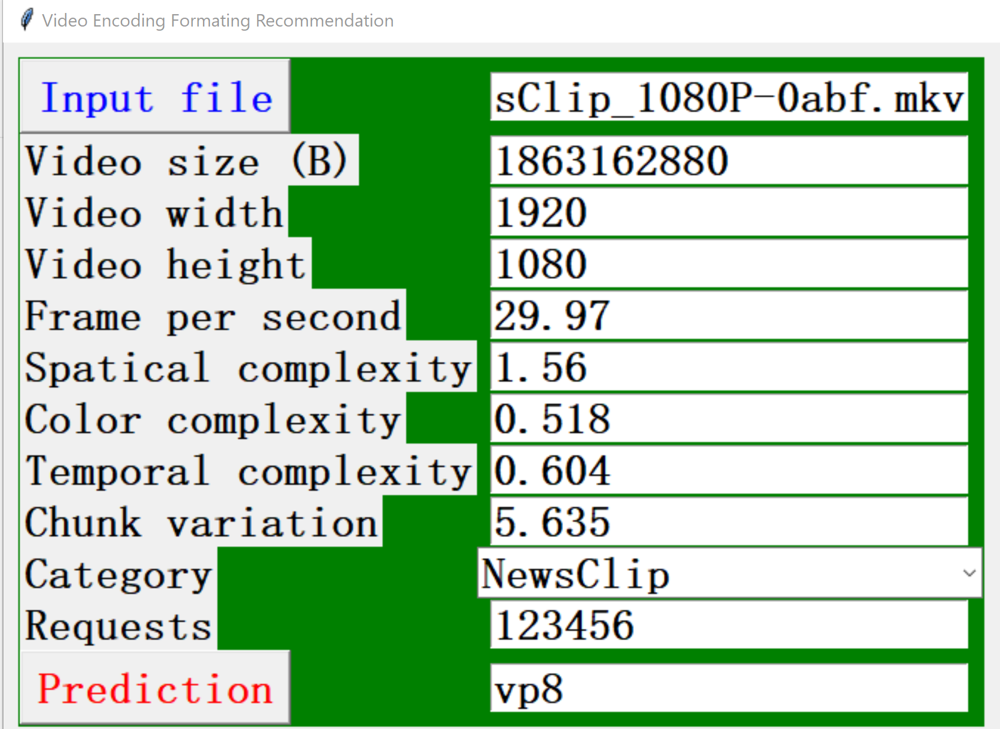 Video Encoding Formating Recommendation
Input file sClip_1080P-0abf.mkv
Video size (B) 1863162880
Video width 1920
Video height 1080
Frame per second 29.97
Spatical complexity 1.56
Color complexity 0.518
Temporal complexity 0.604
Chunk variation 5.635
Category NewsClip
Requests 123456
Prediction vp8